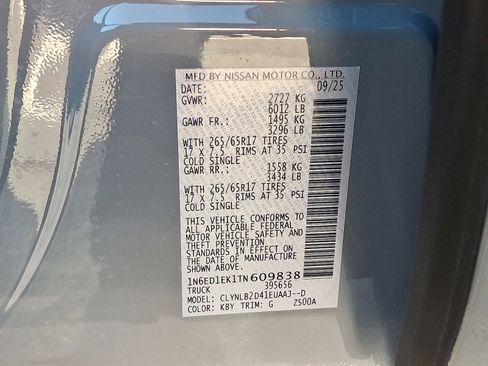 MFD BY NISSAN MOTOR CO., LTD.
DATE: 09/25
GVWR: 2727 KG
6012 LB
GAWR FR.: 1495 KG
3296 LB
WITH 265/65R17 TIRES
17 X 7.5 RIMS AT 35 PSI
COLD SINGLE
GAWR RR.: 1558 KG
3434 LB
WITH 265/65R17 TIRES
17 X 7.5 RIMS AT 35 PSI
COLD SINGLE
THIS VEHICLE CONFORMS TO
ALL APPLICABLE FEDERAL
MOTOR VEHICLE SAFETY AND
THEFT PREVENTION
STANDARDS IN EFFECT ON
THE DATE OF MANUFACTURE
SHOWN ABOVE.
1N6ED1EK1TN609838
TRUCK 395656
MODEL: CLYNLB2D41EUAAJ--D
COLOR: KBY TRIM: G ZS00A